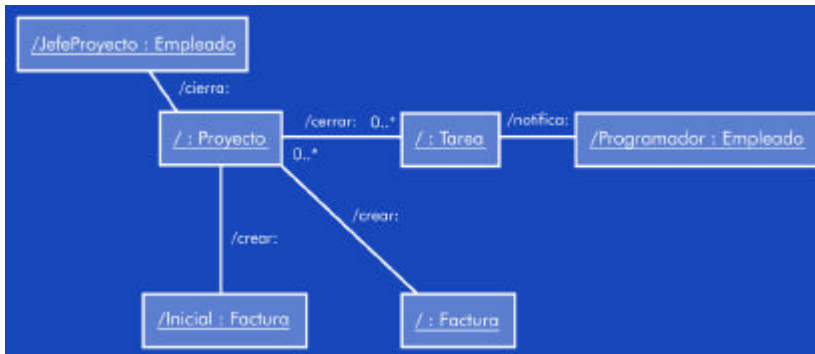 /JefeProyecto : Empleado
/cierra:
/ : Proyecto
/cerrar: 0..*
/ : Tarea
/notifica:
/Programador : Empleado
0..*
/crear:
/crear:
/Inicial : Factura
/ : Factura